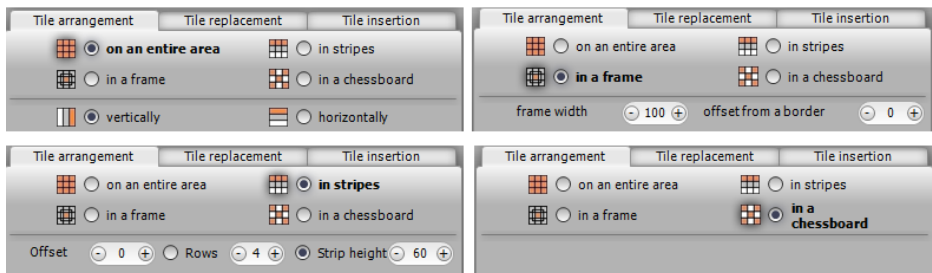 Tile arrangement Tile replacement Tile insertion
on an entire area in stripes
in a frame in a chessboard
vertically horizontally
Tile arrangement Tile replacement Tile insertion
on an entire area in stripes
in a frame in a chessboard
frame width - 100 + offset from a border - 0 +
Tile arrangement Tile replacement Tile insertion
on an entire area in stripes
in a frame in a chessboard
Offset - 0 + Rows - 4 + Strip height - 60 +
Tile arrangement Tile replacement Tile insertion
on an entire area in stripes
in a frame in a
chessboard